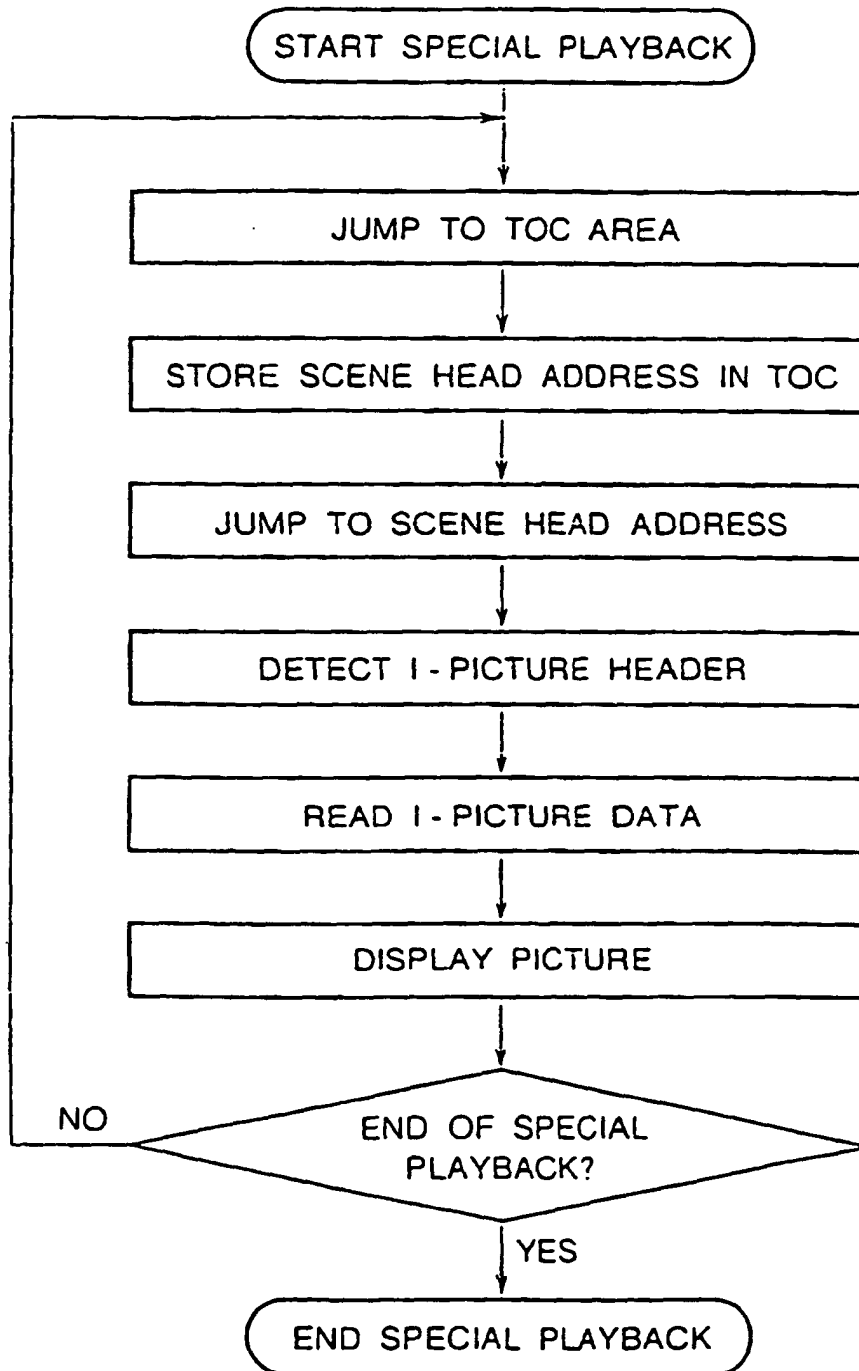 START SPECIAL PLAYBACK
JUMP TO TOC AREA
STORE SCENE HEAD ADDRESS IN TOC
JUMP TO SCENE HEAD ADDRESS
DETECT I - PICTURE HEADER
READ I - PICTURE DATA
DISPLAY PICTURE
NO
END OF SPECIAL
PLAYBACK?
YES
END SPECIAL PLAYBACK